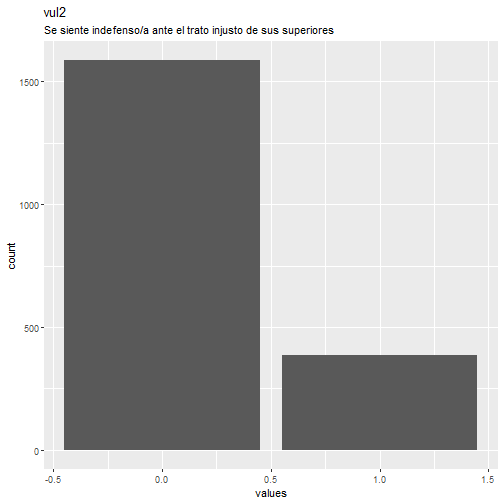 vul2
Se siente indefenso/a ante el trato injusto de sus superiores
1500
1000
500
0
count
-0.5 0.0 0.5 1.0 1.5
values